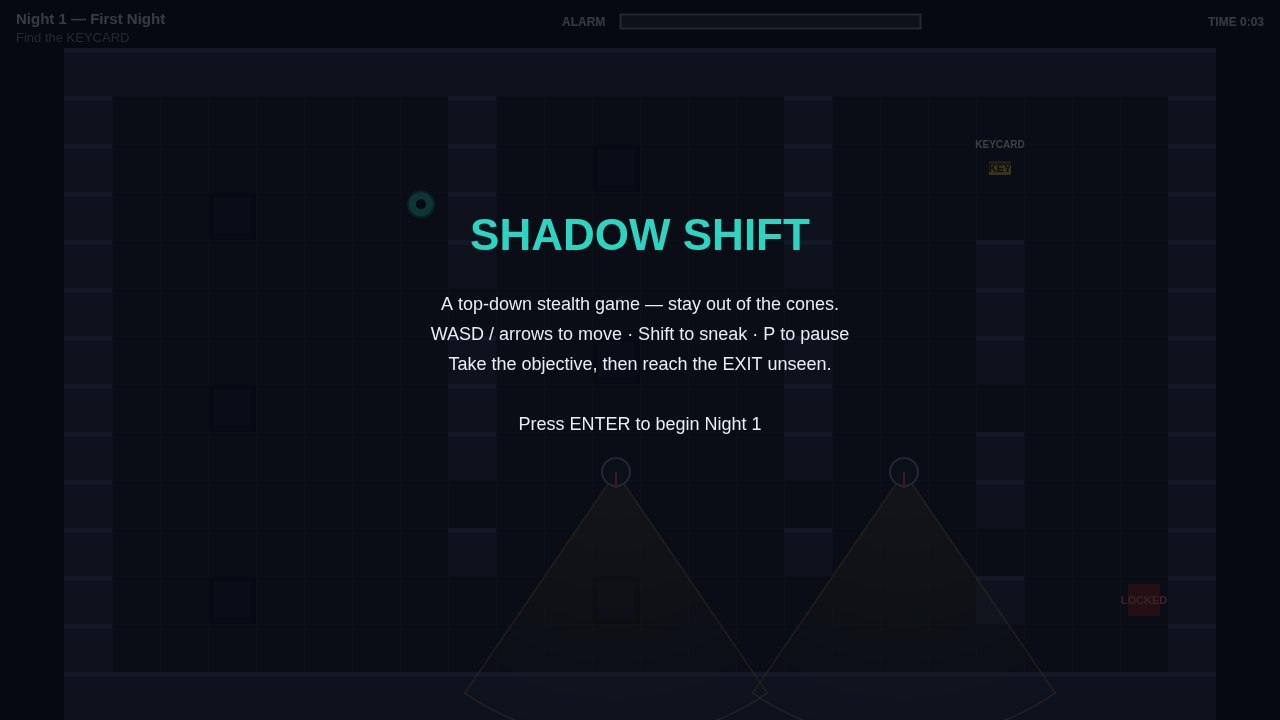 Night 1 — First Night
Find the KEYCARD
ALARM
TIME 0:03
KEYCARD
KEY
SHADOW SHIFT
A top-down stealth game — stay out of the cones.
WASD / arrows to move · Shift to sneak · P to pause
Take the objective, then reach the EXIT unseen.
Press ENTER to begin Night 1
LOCKED